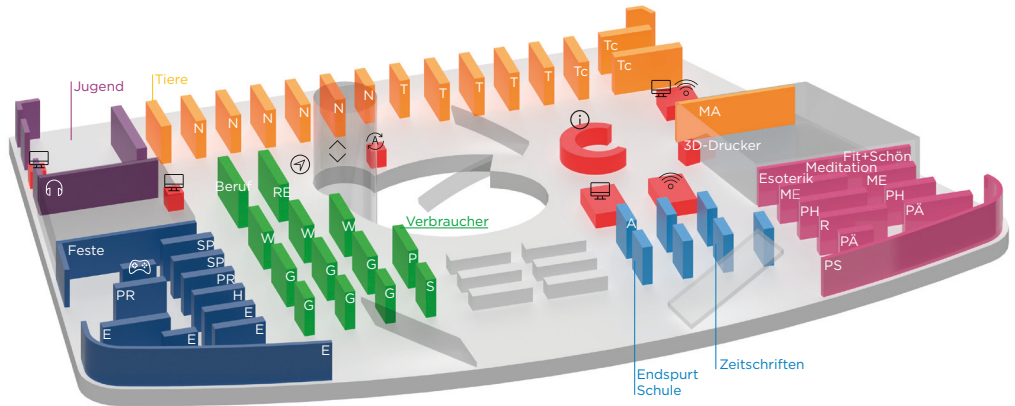 Jugend
Tiere
N
N
N
N
N
N
T
T
T
T
T
Tc
Tc
Tc
MA
3D-Drucker
A
i
Beruf
RE
W
W
W
Verbraucher
G
G
G
P
G
G
G
S
Feste
SP
SP
PR
PR
H
E
E
E
E
E
A
Endspurt
Schule
Zeitschriften
Fit+Schön
Meditation
Esoterik
ME
ME
PH
PH
PÄ
R
PÄ
PS